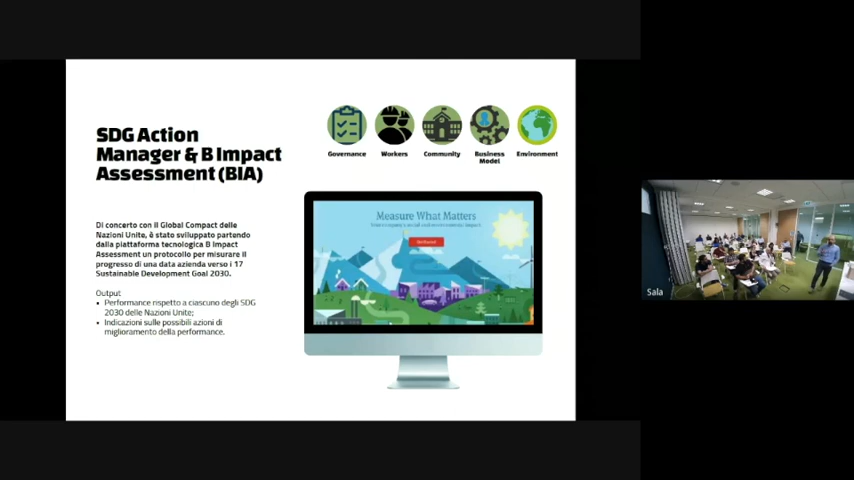 SDG Action
Manager & B Impact
Assessment (BIA)
Governance
Workers
Community
Business
Model
Environment
Di concerto con il Global Compact delle
Nazioni Unite, è stato sviluppato partendo
dalla piattaforma tecnologica B Impact
Assessment un protocollo per misurare il
progresso di una data azienda verso i 17
Sustainable Development Goal 2030.
Output
• Performance rispetto a ciascuno degli SDG
2030 delle Nazioni Unite;
• Indicazioni sulle possibili azioni di
miglioramento della performance.
Measure What Matters
Sala